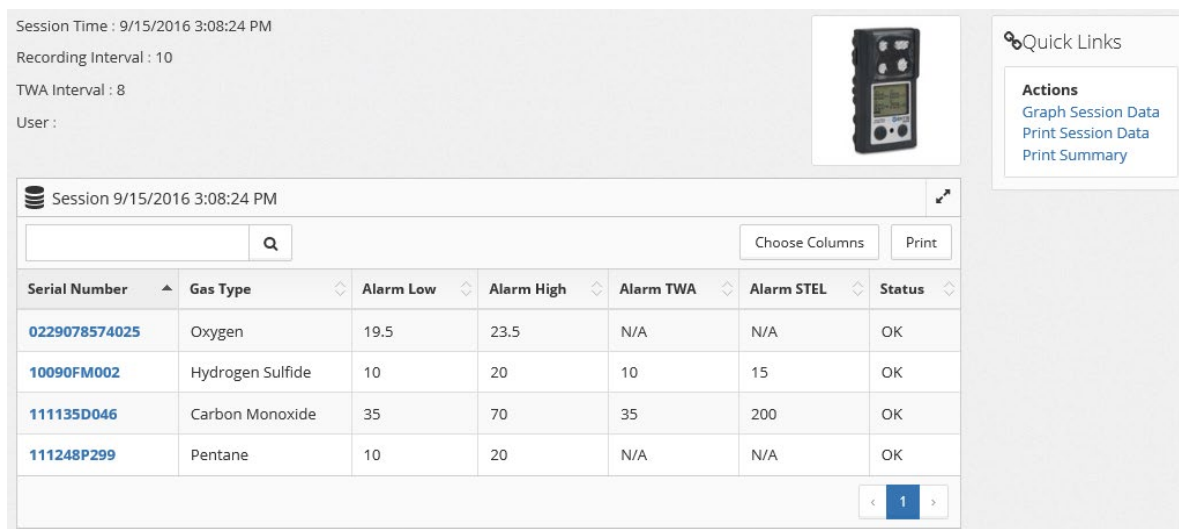 Session Time : 9/15/2016 3:08:24 PM
Recording Interval : 10
TWA Interval : 8
User :
Quick Links
Actions
Graph Session Data
Print Session Data
Print Summary
Session 9/15/2016 3:08:24 PM
Choose Columns Print
Serial Number Gas Type Alarm Low Alarm High Alarm TWA Alarm STEL Status
0229078574025 Oxygen 19.5 23.5 N/A N/A OK
10090FM002 Hydrogen Sulfide 10 20 10 15 OK
111135D046 Carbon Monoxide 35 70 35 200 OK
111248P299 Pentane 10 20 N/A N/A OK
1